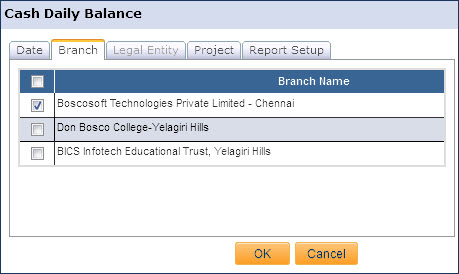 Cash Daily Balance
Date Branch Legal Entity Project Report Setup
Branch Name
Boscosoft Technologies Private Limited - Chennai
Don Bosco College-Yelagiri Hills
BICS Infotech Educational Trust, Yelagiri Hills
OK Cancel